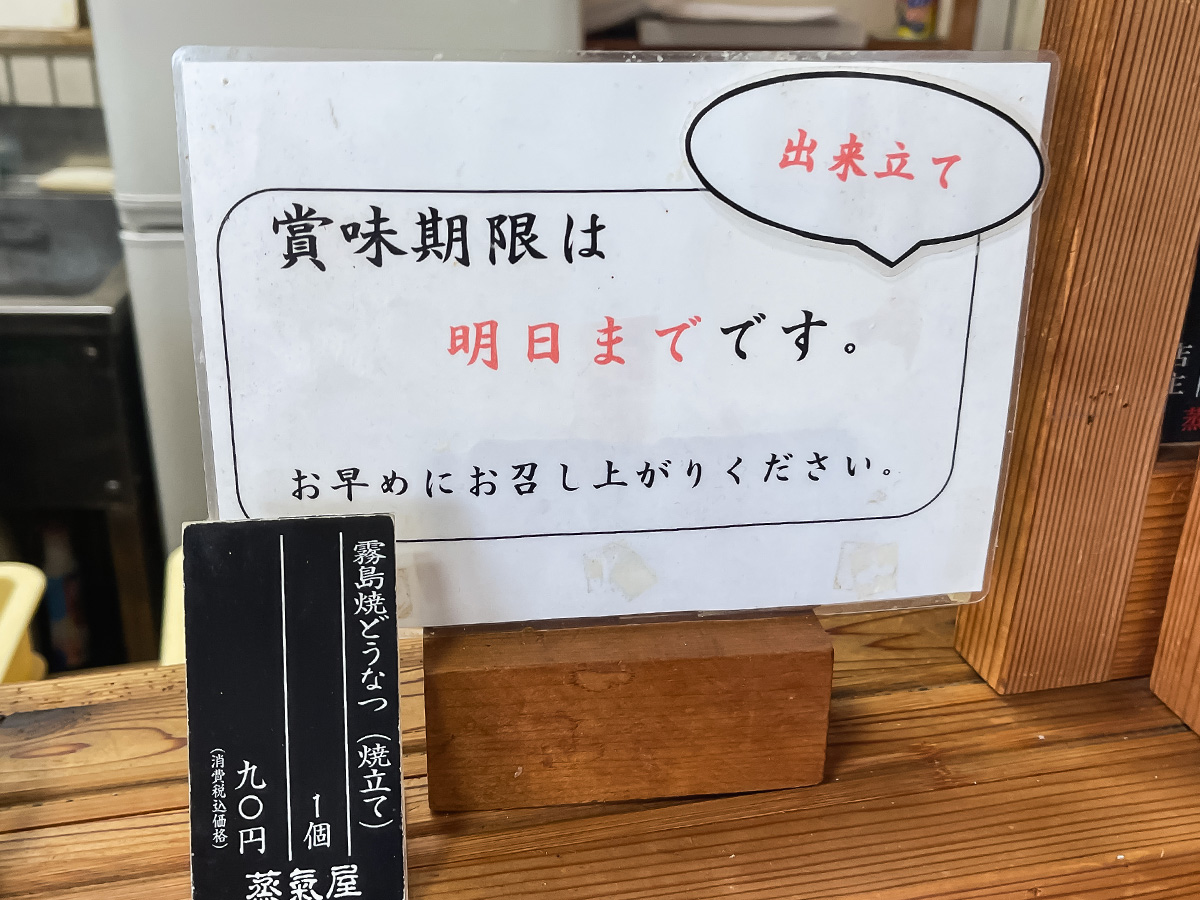 出来立て
賞味期限は
明日までです。
お早めにお召し上がりください。
霧島焼どうなつ(焼立て)
1個
九〇円
(消費税込価格)
蒸氣屋